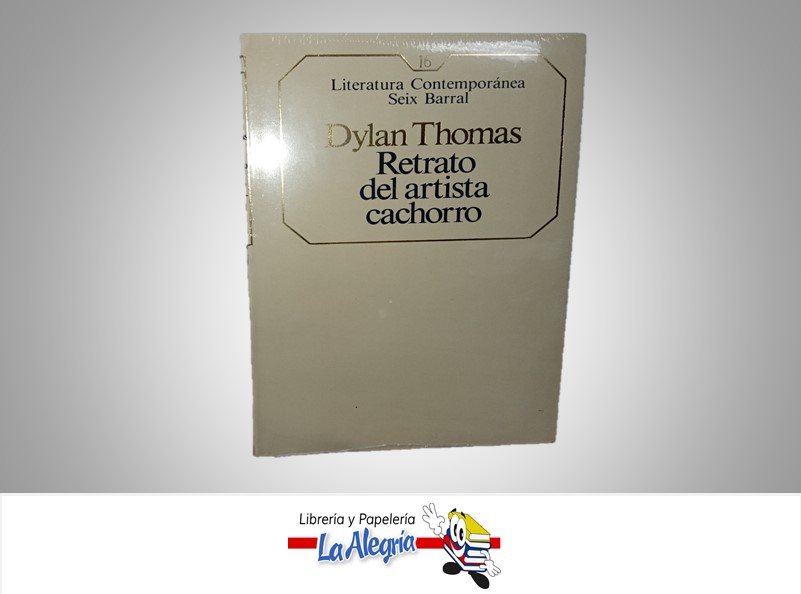 16
Literatura Contemporánea
Seix Barral
Dylan Thomas
Retrato
del artista
cachorro
Librería y Papelería
La Alegría